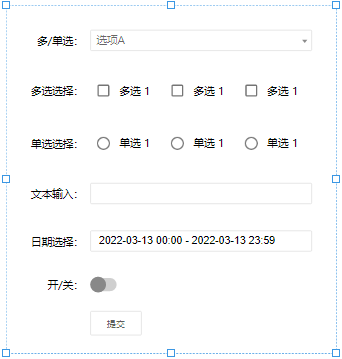 多/单选: 选项A
多选选择: 多选 1 多选 1 多选 1
单选选择: 单选 1 单选 1 单选 1
文本输入:
日期选择: 2022-03-13 00:00 - 2022-03-13 23:59
开/关:
提交